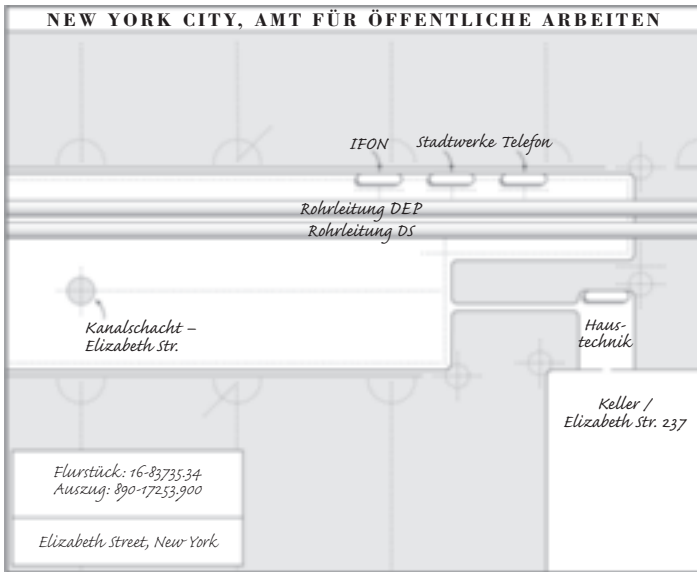 NEW YORK CITY, AMT FÜR ÖFFENTLICHE ARBEITEN
IFON
Stadtwerke Telefon
Rohrleitung DEP
Rohrleitung DS
Kanalschacht –
Elizabeth Str.
Haus-
technik
Keller /
Elizabeth Str. 237
Flurstück: 16-83735.34
Auszug: 890-17253.900
Elizabeth Street, New York